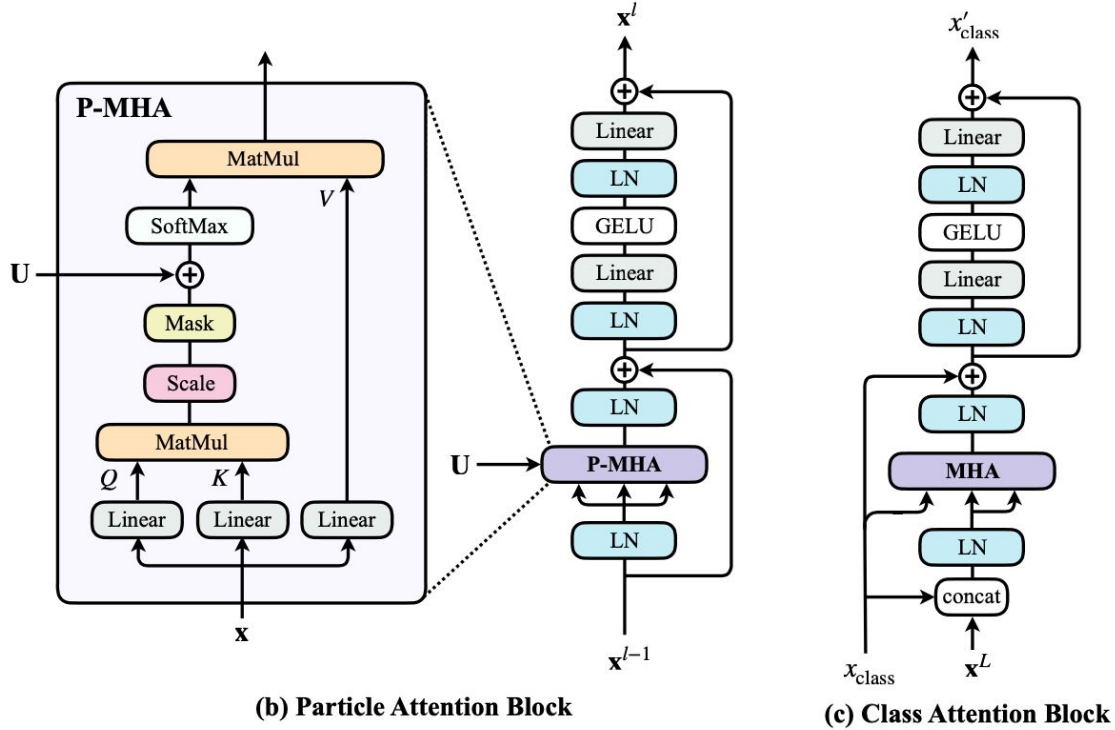 P-MHA
MatMul
V
SoftMax
U
+
Mask
Scale
MatMul
Q
K
Linear
Linear
Linear
x
x^l
+
Linear
LN
GELU
Linear
LN
+
LN
U
P-MHA
LN
x^{l−1}
(b) Particle Attention Block
x′_class
+
Linear
LN
GELU
Linear
LN
+
LN
MHA
LN
concat
x_class
x^L
(c) Class Attention Block